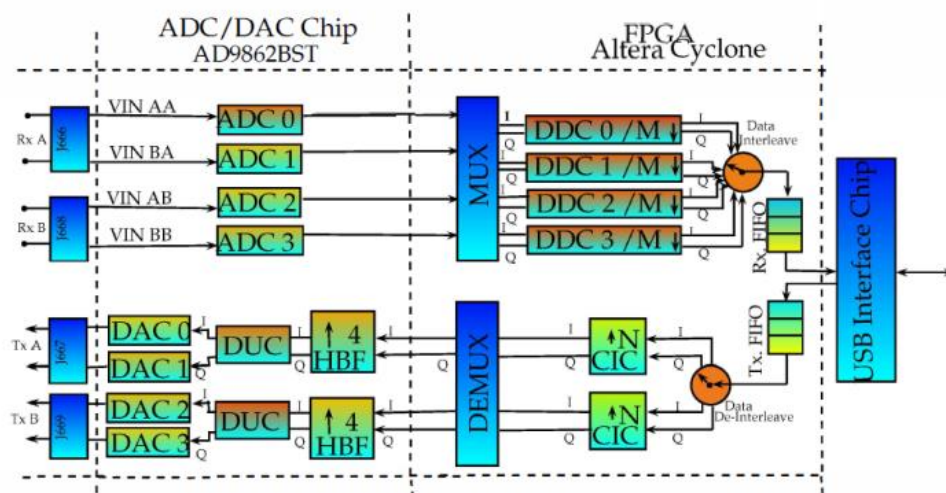 ADC/DAC Chip
AD9862BST
FPGA
Altera Cyclone
Rx A
J666
VIN AA
ADC 0
VIN BA
ADC 1
Rx B
J668
VIN AB
ADC 2
VIN BB
ADC 3
MUX
I
Q
DDC 0 /M
I
Q
I
Q
DDC 1 /M
I
Q
I
Q
DDC 2 /M
I
Q
I
Q
DDC 3 /M
I
Q
Data
Interleave
Rx. FIFO
USB Interface Chip
Tx. FIFO
Data
De-Interleave
Tx A
J667
DAC 0
DAC 1
I
Q
DUC
I
Q
4
HBF
I
Q
DEMUX
I
Q
N
CIC
I
Q
Tx B
J669
DAC 2
DAC 3
I
Q
DUC
I
Q
4
HBF
I
Q
I
Q
N
CIC
I
Q